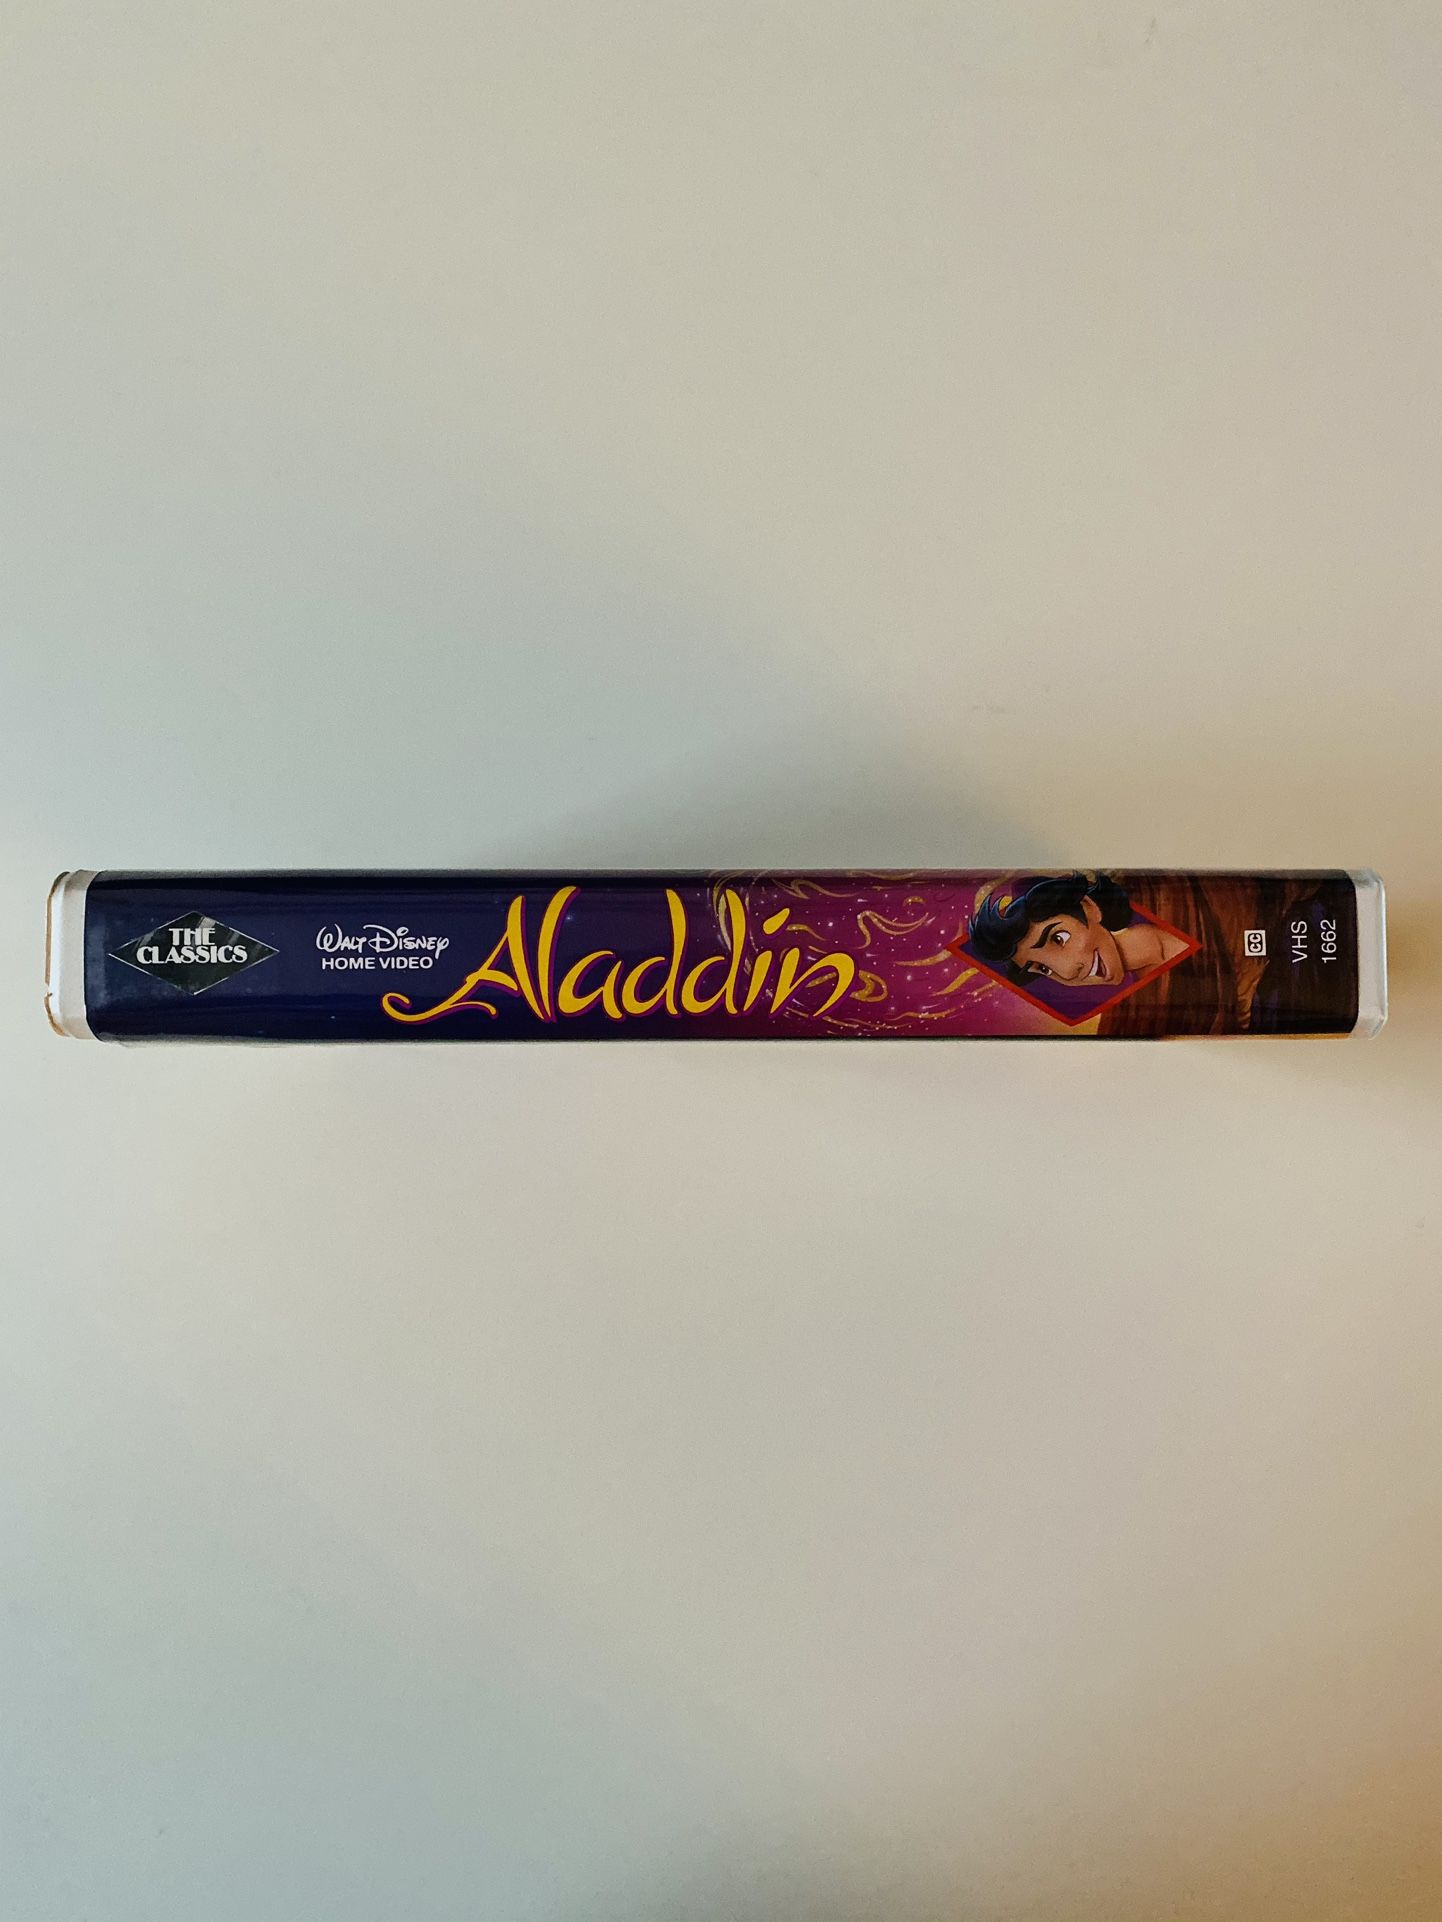 THE
CLASSICS
WALT DISNEY
HOME VIDEO
Aladdin
CC
VHS
1662